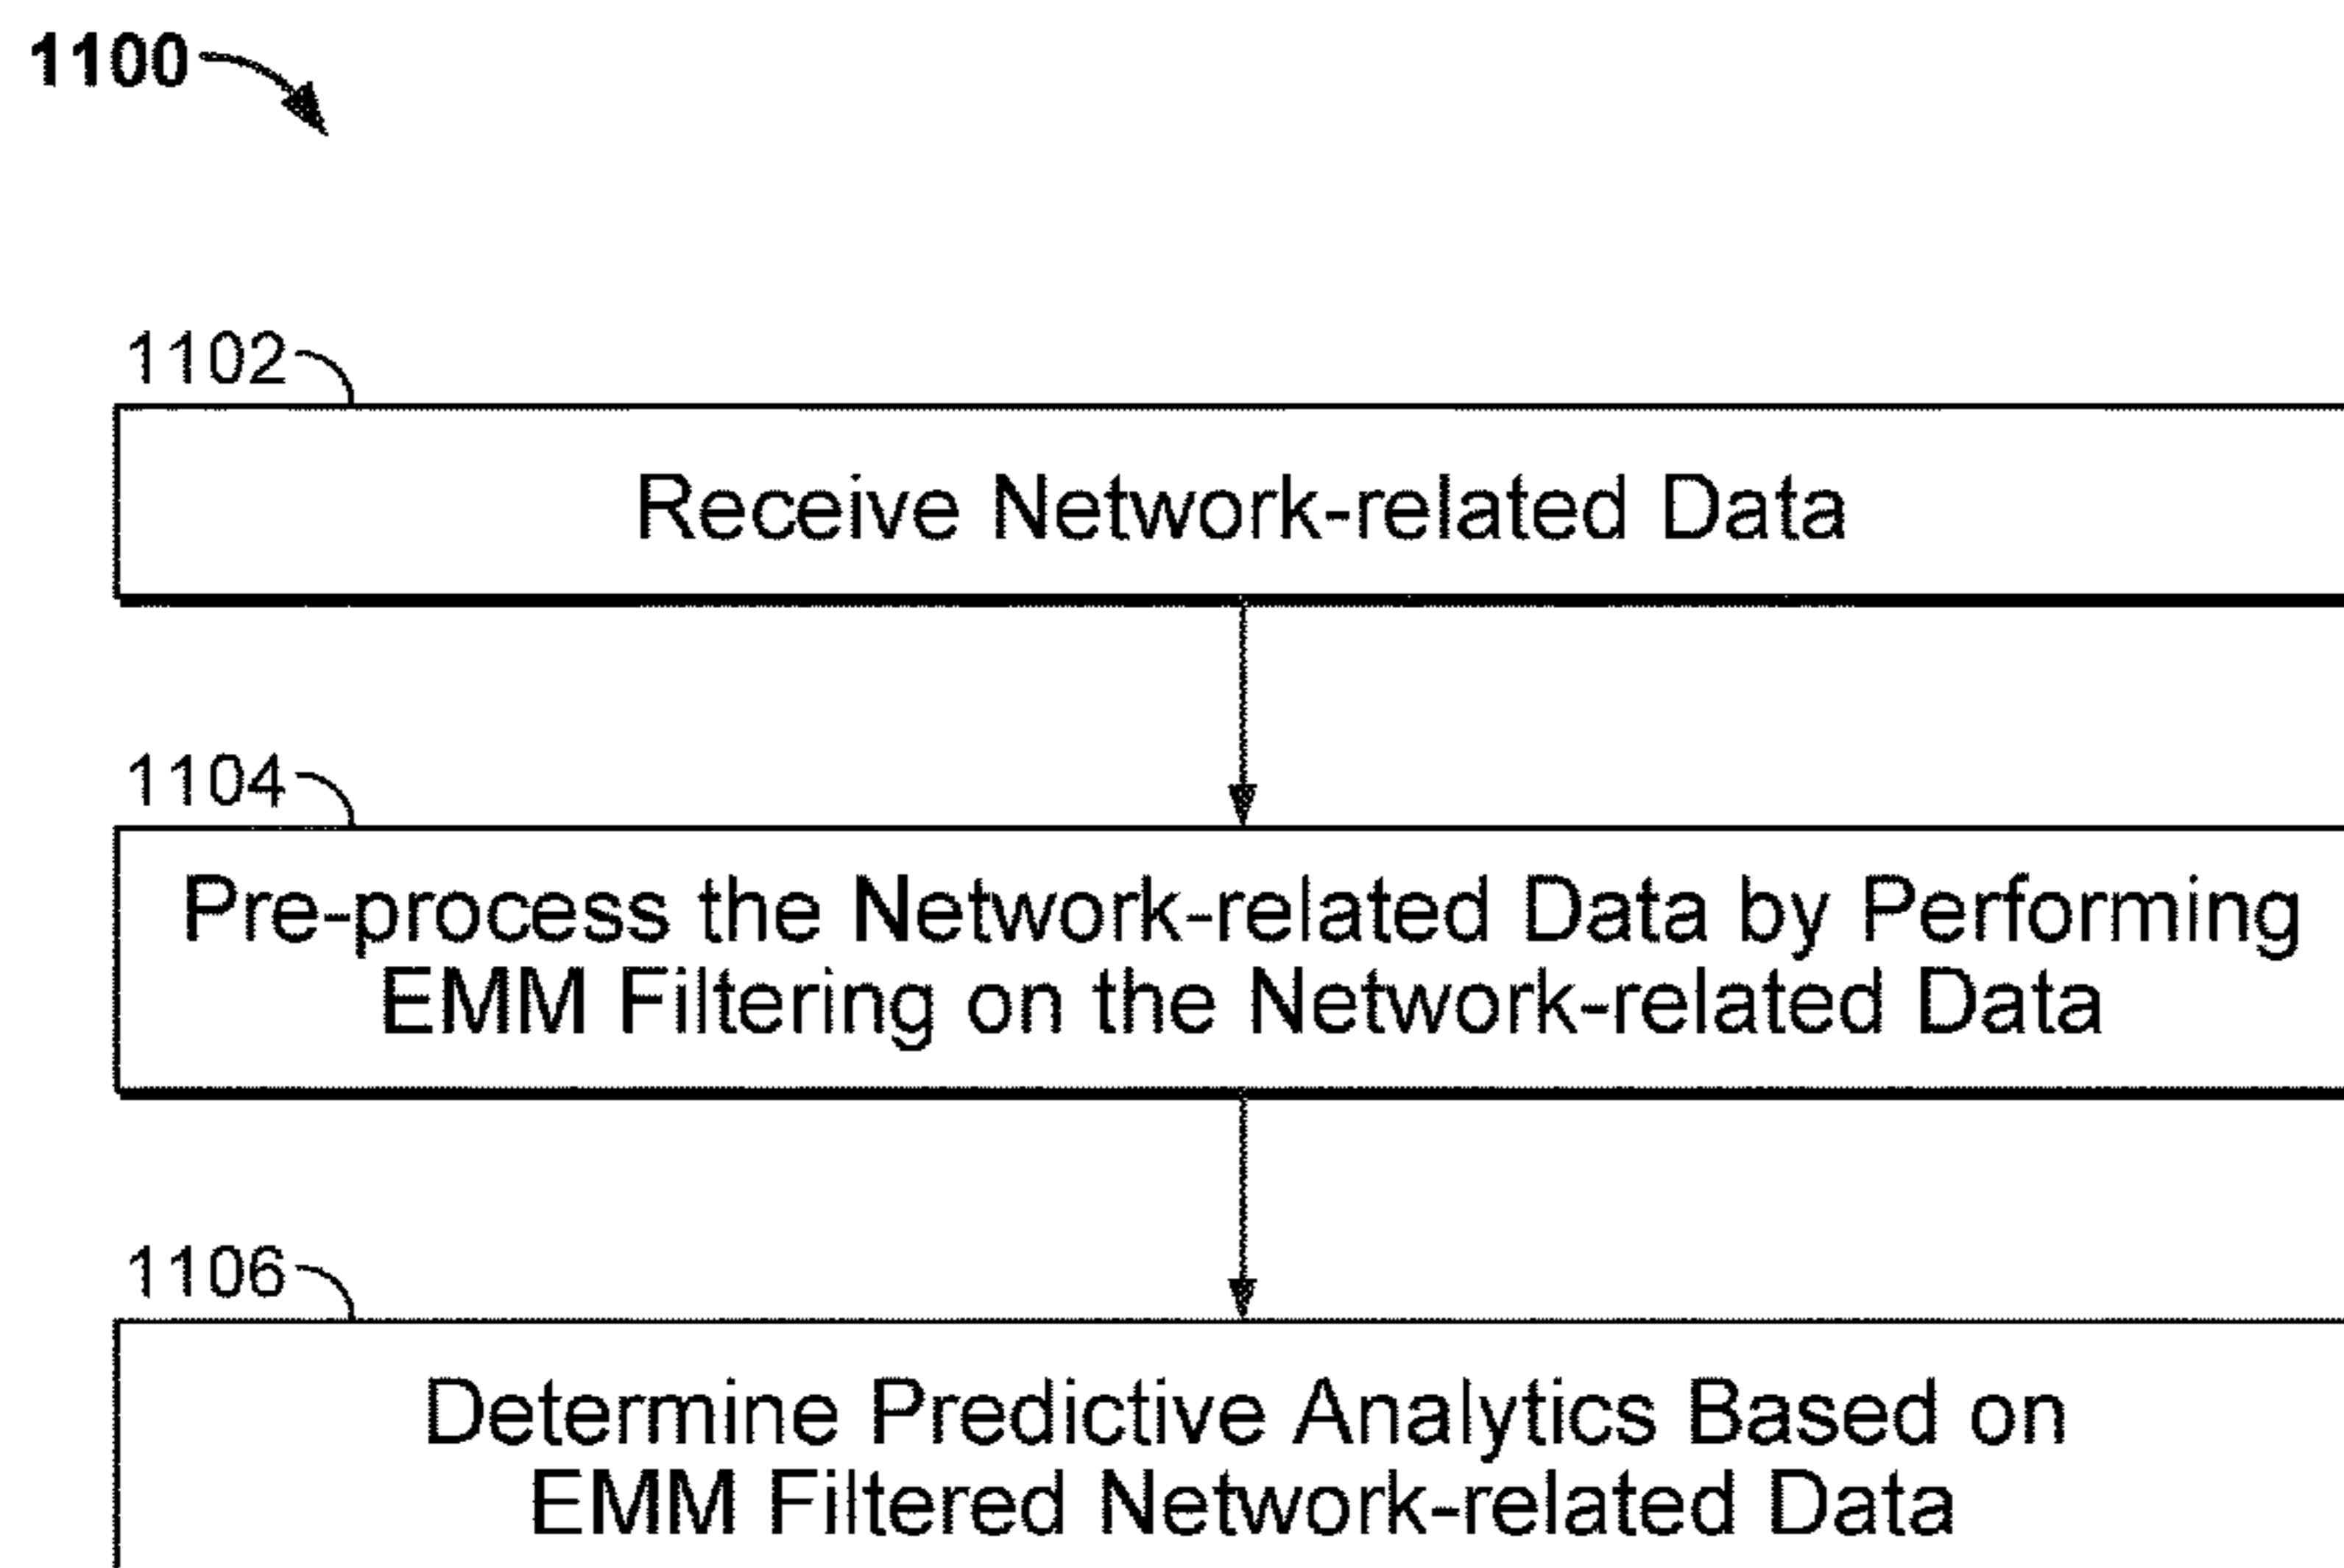 1100
1102
Receive Network-related Data
1104
Pre-process the Network-related Data by Performing
EMM Filtering on the Network-related Data
1106
Determine Predictive Analytics Based on
EMM Filtered Network-related Data